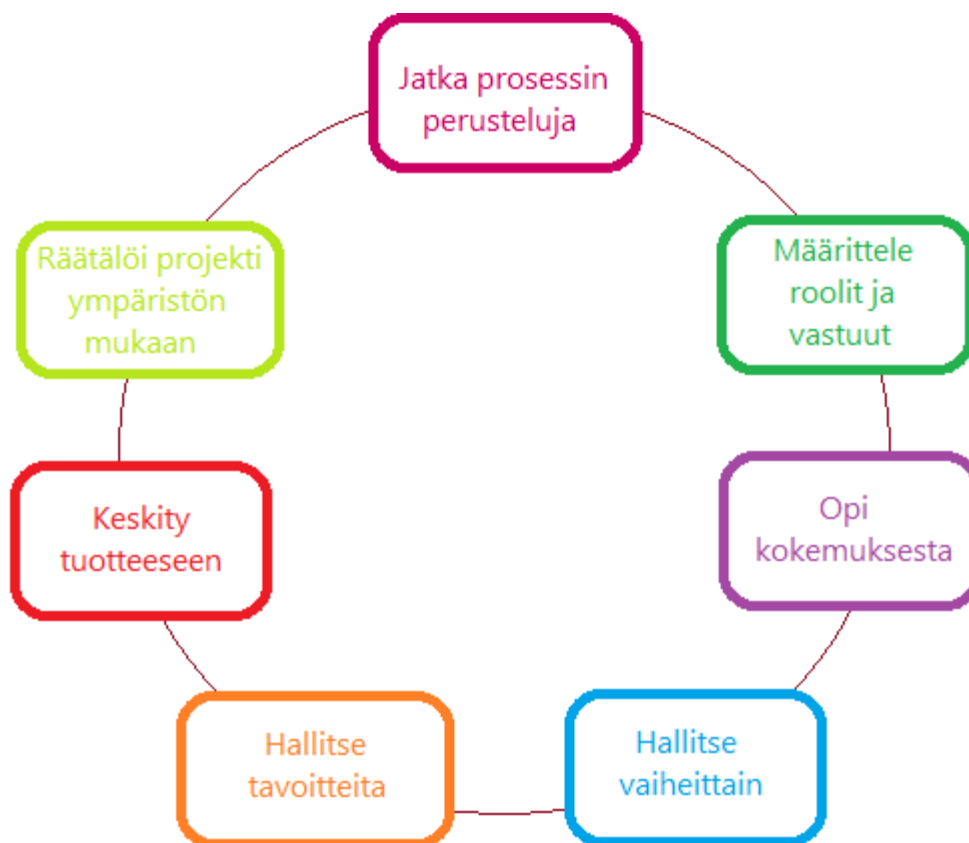 Jatka prosessin
perusteluja
Määrittele
roolit ja
vastuut
Opi
kokemuksesta
Hallitse
vaiheittain
Hallitse
tavoitteita
Keskity
tuotteeseen
Räätälöi projekti
ympäristön
mukaan